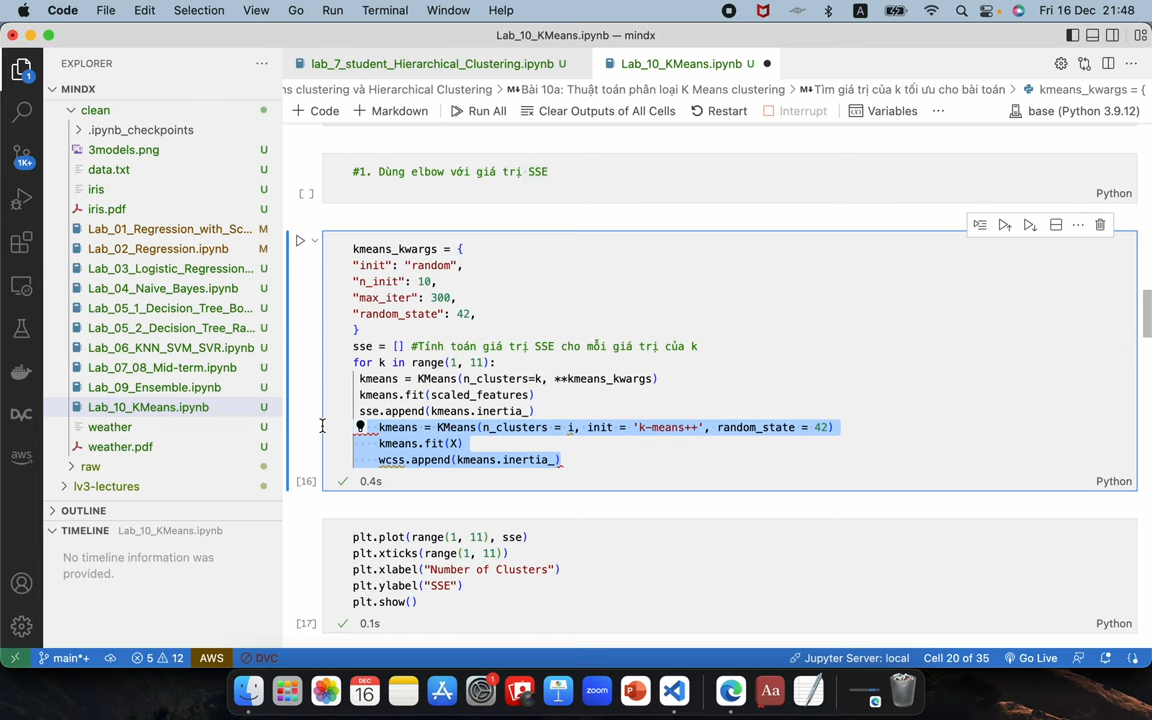 Code File Edit Selection View Go Run Terminal Window Help
A Fri 16 Dec 21:48
Lab_10_KMeans.ipynb — mindx
EXPLORER
lab_7_student_Hierarchical_Clustering.ipynb U
Lab_10_KMeans.ipynb U
MINDX
ns clustering và Hierarchical Clustering > M↓Bài 10a: Thuật toán phân loại K Means clustering > M↓Tìm giá trị của k tối ưu cho bài toán > kmeans_kwargs = {
+ Code + Markdown Run All Clear Outputs of All Cells Restart Interrupt Variables ... base (Python 3.9.12)
clean
.ipynb_checkpoints
3models.png U
data.txt U
iris U
iris.pdf U
Lab_01_Regression_with_Sc... M
Lab_02_Regression.ipynb M
Lab_03_Logistic_Regression... U
Lab_04_Naive_Bayes.ipynb U
Lab_05_1_Decision_Tree_Bo... U
Lab_05_2_Decision_Tree_Ra... U
Lab_06_KNN_SVM_SVR.ipynb U
Lab_07_08_Mid-term.ipynb U
Lab_09_Ensemble.ipynb U
Lab_10_KMeans.ipynb U
weather U
weather.pdf U
raw
lv3-lectures
OUTLINE
TIMELINE Lab_10_KMeans.ipynb
No timeline information was
provided.
1
1K+
DVC
aws
#1. Dùng elbow với giá trị SSE
[ ]
Python
kmeans_kwargs = {
"init": "random",
"n_init": 10,
"max_iter": 300,
"random_state": 42,
}
sse = [] #Tính toán giá trị SSE cho mỗi giá trị của k
for k in range(1, 11):
kmeans = KMeans(n_clusters=k, **kmeans_kwargs)
kmeans.fit(scaled_features)
sse.append(kmeans.inertia_)
kmeans = KMeans(n_clusters = i, init = 'k-means++', random_state = 42)
kmeans.fit(X)
wcss.append(kmeans.inertia_)
[16] 0.4s Python
plt.plot(range(1, 11), sse)
plt.xticks(range(1, 11))
plt.xlabel("Number of Clusters")
plt.ylabel("SSE")
plt.show()
[17] 0.1s Python
main*+ 5 12 AWS DVC Jupyter Server: local Cell 20 of 35 Go Live
1
zoom
Aa